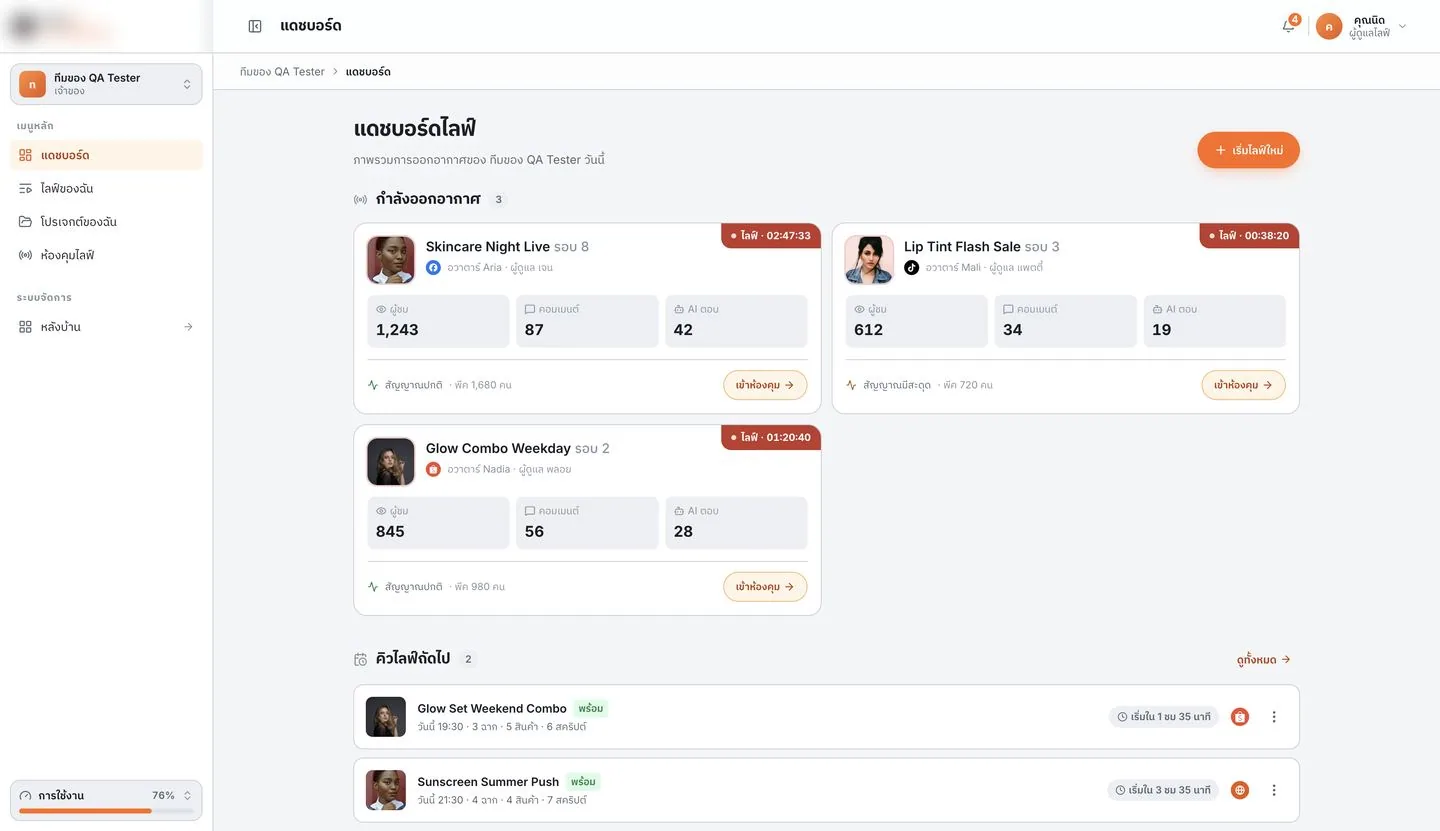 แดชบอร์ด
4
ค
คุณนิด
ผู้ดูแลไลฟ์
ก
ทีมของ QA Tester
เจ้าของ
ทีมของ QA Tester > แดชบอร์ด
เมนูหลัก
แดชบอร์ด
ไลฟ์ของฉัน
โปรเจกต์ของฉัน
ห้องคุมไลฟ์
ระบบจัดการ
หลังบ้าน
การใช้งาน 76%
แดชบอร์ดไลฟ์
ภาพรวมการออกอากาศของ ทีมของ QA Tester วันนี้
+ เริ่มไลฟ์ใหม่
กำลังออกอากาศ 3
ไลฟ์ · 02:47:33
Skincare Night Live รอบ 8
อวาตาร์ Aria · ผู้ดูแล เจน
ผู้ชม คอมเมนต์ AI ตอบ
1,243 87 42
สัญญาณปกติ · พีค 1,680 คน เข้าห้องคุม
ไลฟ์ · 00:38:20
Lip Tint Flash Sale รอบ 3
อวาตาร์ Mali · ผู้ดูแล แพตตี้
ผู้ชม คอมเมนต์ AI ตอบ
612 34 19
สัญญาณมีสะดุด · พีค 720 คน เข้าห้องคุม
ไลฟ์ · 01:20:40
Glow Combo Weekday รอบ 2
อวาตาร์ Nadia · ผู้ดูแล พลอย
ผู้ชม คอมเมนต์ AI ตอบ
845 56 28
สัญญาณปกติ · พีค 980 คน เข้าห้องคุม
คิวไลฟ์ถัดไป 2 ดูทั้งหมด
Glow Set Weekend Combo พร้อม
วันนี้ 19:30 · 3 ฉาก · 5 สินค้า · 6 สคริปต์
เริ่มใน 1 ชม 35 นาที
Sunscreen Summer Push พร้อม
วันนี้ 21:30 · 4 ฉาก · 4 สินค้า · 7 สคริปต์
เริ่มใน 3 ชม 35 นาที